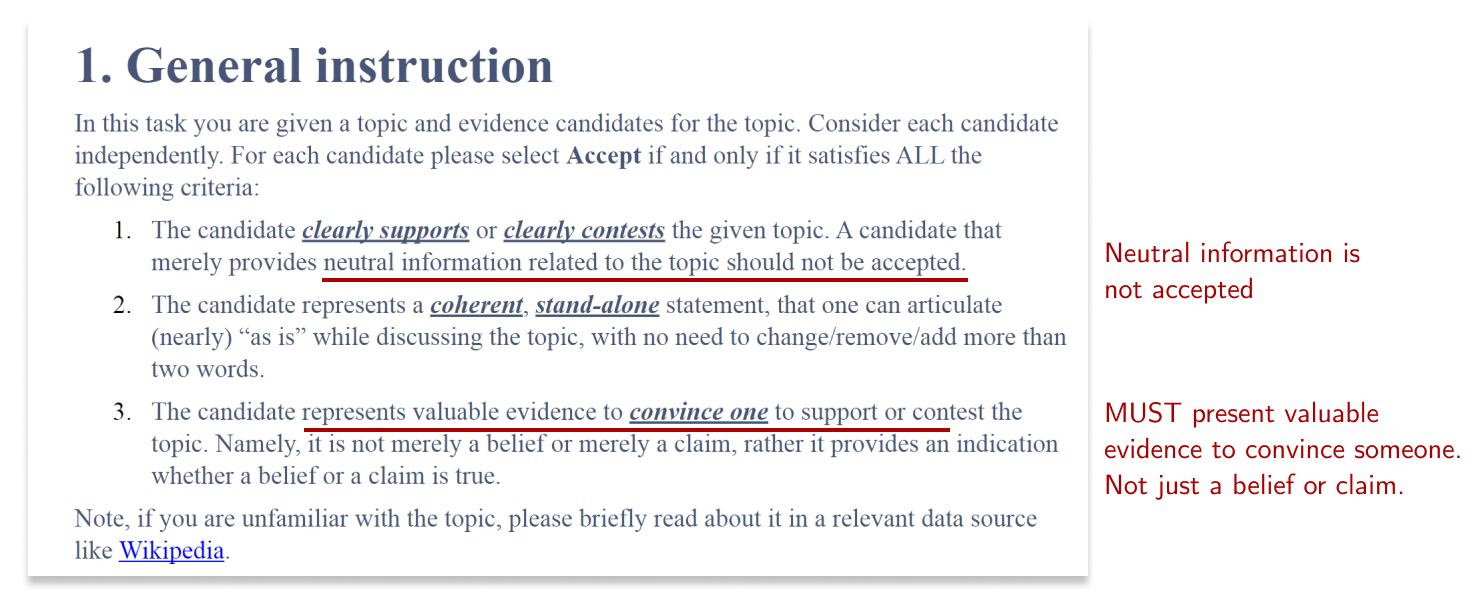 1. General instruction
In this task you are given a topic and evidence candidates for the topic. Consider each candidate
independently. For each candidate please select Accept if and only if it satisfies ALL the
following criteria:
1. The candidate clearly supports or clearly contests the given topic. A candidate that
merely provides neutral information related to the topic should not be accepted.
2. The candidate represents a coherent, stand-alone statement, that one can articulate
(nearly) “as is” while discussing the topic, with no need to change/remove/add more than
two words.
3. The candidate represents valuable evidence to convince one to support or contest the
topic. Namely, it is not merely a belief or merely a claim, rather it provides an indication
whether a belief or a claim is true.
Note, if you are unfamiliar with the topic, please briefly read about it in a relevant data source
like Wikipedia.
Neutral information is
not accepted
MUST present valuable
evidence to convince someone.
Not just a belief or claim.